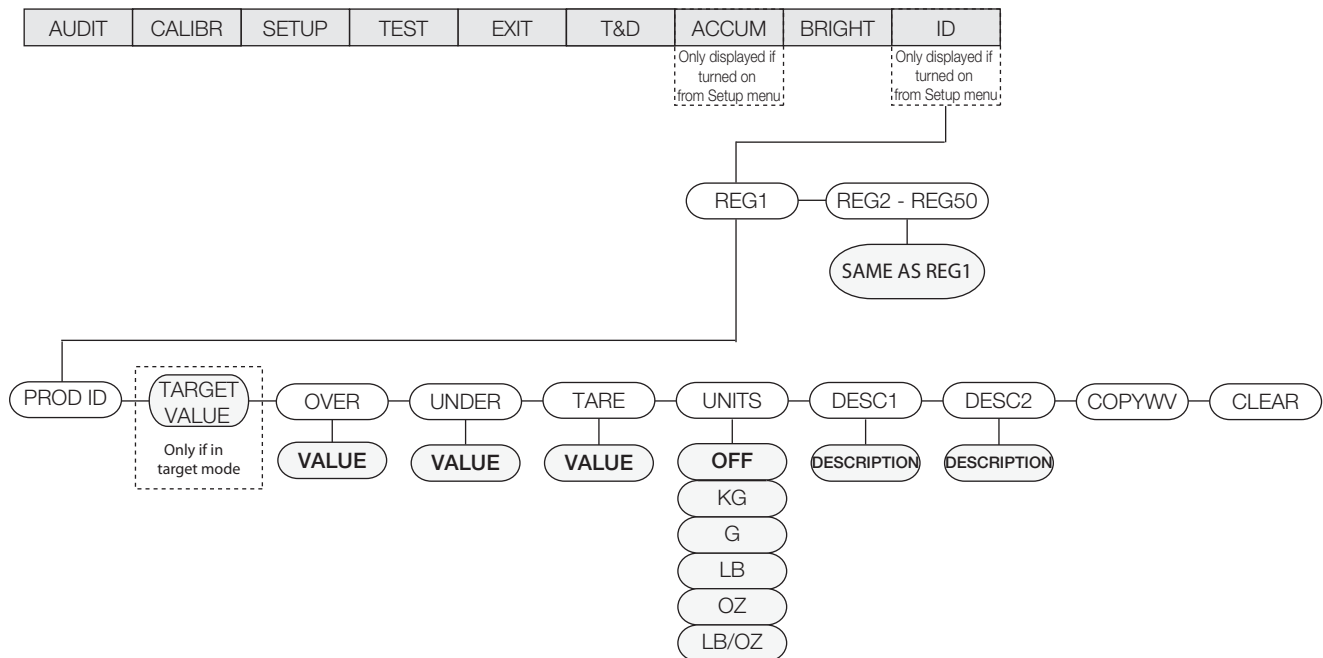 AUDIT CALIBR SETUP TEST EXIT T&D ACCUM BRIGHT ID
Only displayed if
turned on
from Setup menu
Only displayed if
turned on
from Setup menu
REG1 REG2 - REG50
SAME AS REG1
PROD ID
TARGET
VALUE
Only if in
target mode
OVER UNDER TARE UNITS DESC1 DESC2 COPYWV CLEAR
VALUE VALUE VALUE OFF DESCRIPTION DESCRIPTION
KG
G
LB
OZ
LB/OZ